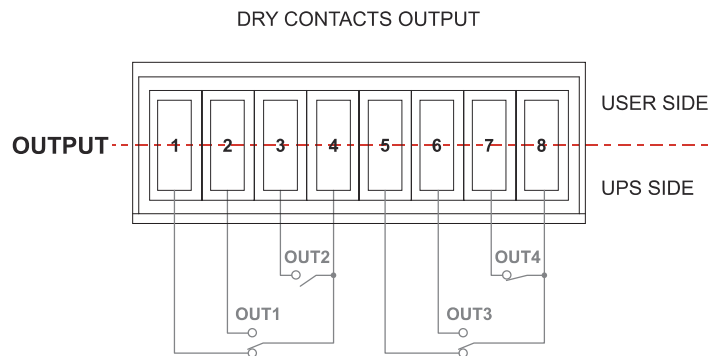 DRY CONTACTS OUTPUT
USER SIDE
OUTPUT 1 2 3 4 5 6 7 8
UPS SIDE
OUT2 OUT4
OUT1 OUT3